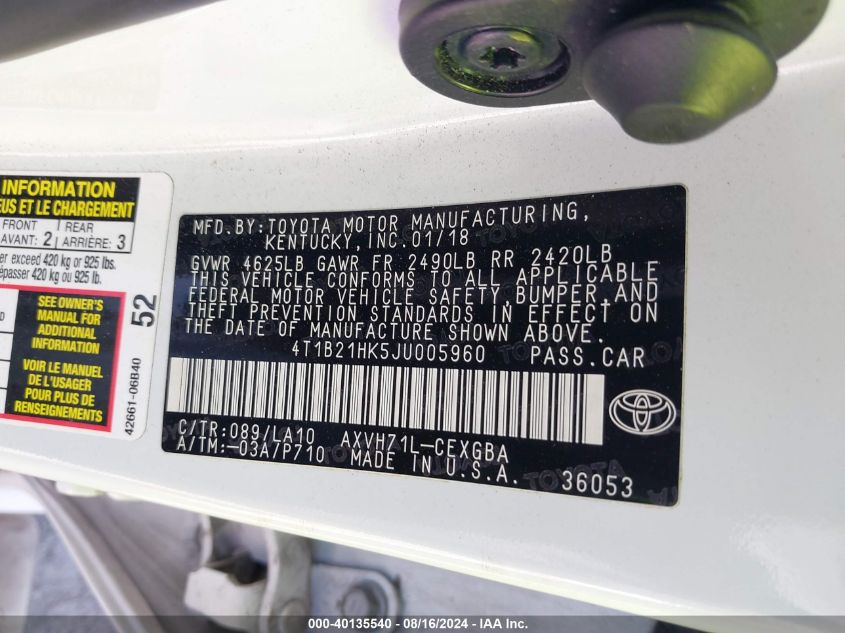 INFORMATION
EUS ET LE CHARGEMENT
FRONT
AVANT: 2
REAR
ARRIÈRE: 3
er exceed 420 kg or 925 lbs.
épasser 420 kg ou 925 lb.
SEE OWNER'S
MANUAL FOR
ADDITIONAL
INFORMATION
VOIR LE MANUEL
DE L'USAGER
POUR PLUS DE
RENSEIGNEMENTS
52
42661-06B40
MFD.BY:TOYOTA MOTOR MANUFACTURING,
KENTUCKY,INC.01/18
GVWR 4625LB GAWR FR 2490LB RR 2420LB
THIS VEHICLE CONFORMS TO ALL APPLICABLE
FEDERAL MOTOR VEHICLE SAFETY,BUMPER,AND
THEFT PREVENTION STANDARDS IN EFFECT ON
THE DATE OF MANUFACTURE SHOWN ABOVE.
4T1B21HK5JU005960 PASS.CAR
C/TR:089/LA10 AXVH71L-CEXGBA
A/TM:-03A/P710 MADE IN U.S.A. 36053
000-40135540 - 08/16/2024 - IAA Inc.